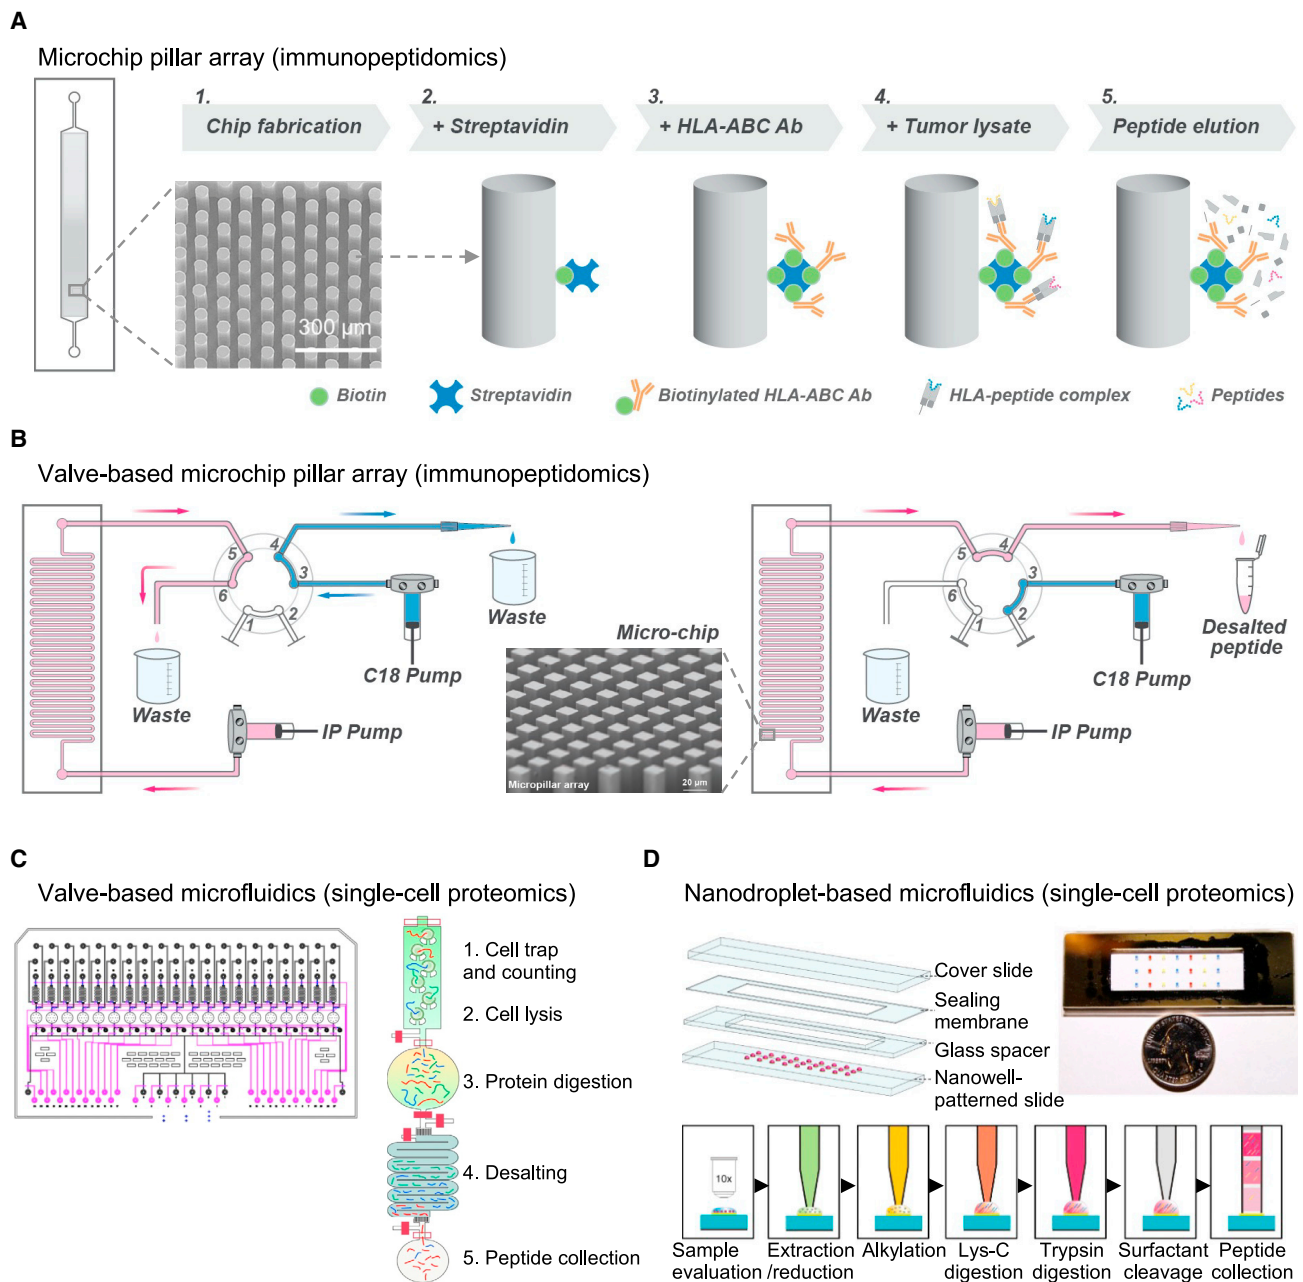 A
Microchip pillar array (immunopeptidomics)
1.
Chip fabrication
2.
+ Streptavidin
3.
+ HLA-ABC Ab
4.
+ Tumor lysate
5.
Peptide elution
300 µm
Biotin
Streptavidin
Biotinylated HLA-ABC Ab
HLA-peptide complex
Peptides
B
Valve-based microchip pillar array (immunopeptidomics)
5
4
3
6
1
2
Waste
C18 Pump
Waste
IP Pump
Micro-chip
Micropillar array
20 µm
5
4
3
6
1
2
Desalted
peptide
C18 Pump
Waste
IP Pump
C
Valve-based microfluidics (single-cell proteomics)
1. Cell trap
and counting
2. Cell lysis
3. Protein digestion
4. Desalting
5. Peptide collection
D
Nanodroplet-based microfluidics (single-cell proteomics)
Cover slide
Sealing
membrane
Glass spacer
Nanowell-
patterned slide
10x
Sample
evaluation
Extraction
/reduction
Alkylation
Lys-C
digestion
Trypsin
digestion
Surfactant
cleavage
Peptide
collection